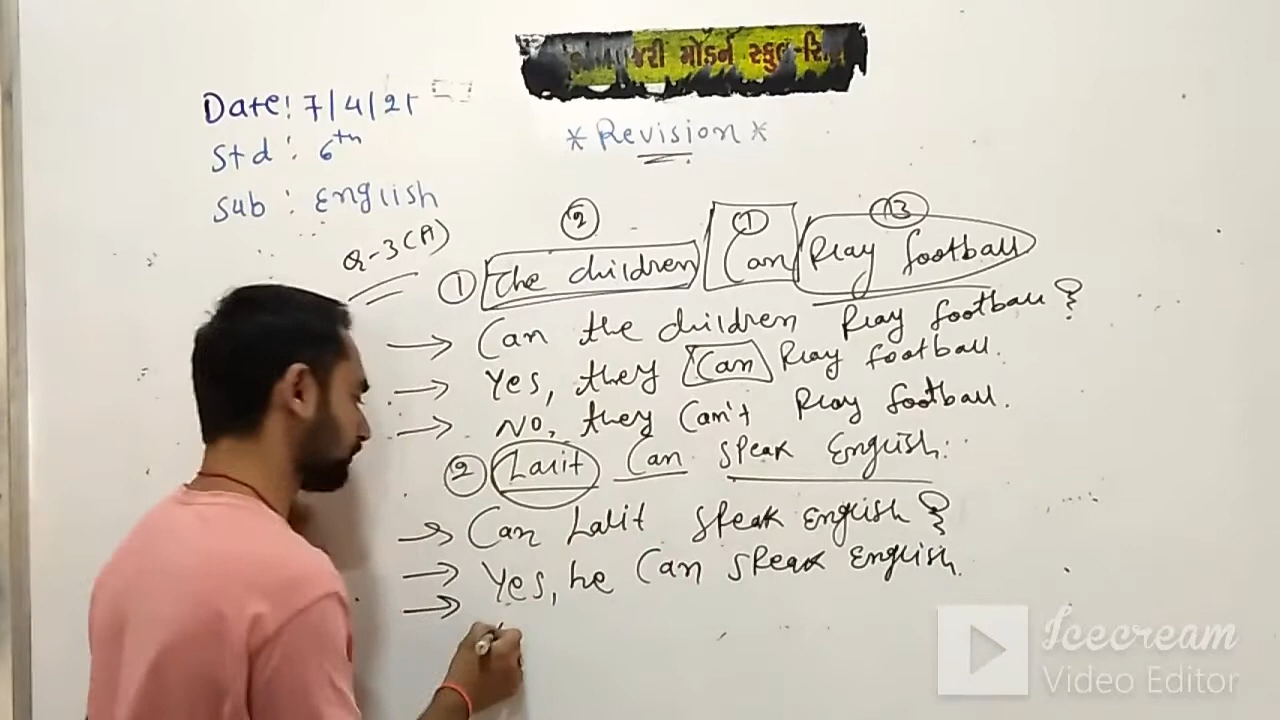 મોડર્ન સ્કુલ
Date: 7/4/21
Std : 6th
Sub : English
* Revision *
Q-3(A)
② ① 3
① The children Can Play football
→ Can the children Play football ?
→ Yes, they Can Play football.
→ No, they Can't Play football.
② Lalit Can Speak English.
→ Can Lalit Speak English ?
→ Yes, he Can Speak English.
→
Icecream
Video Editor